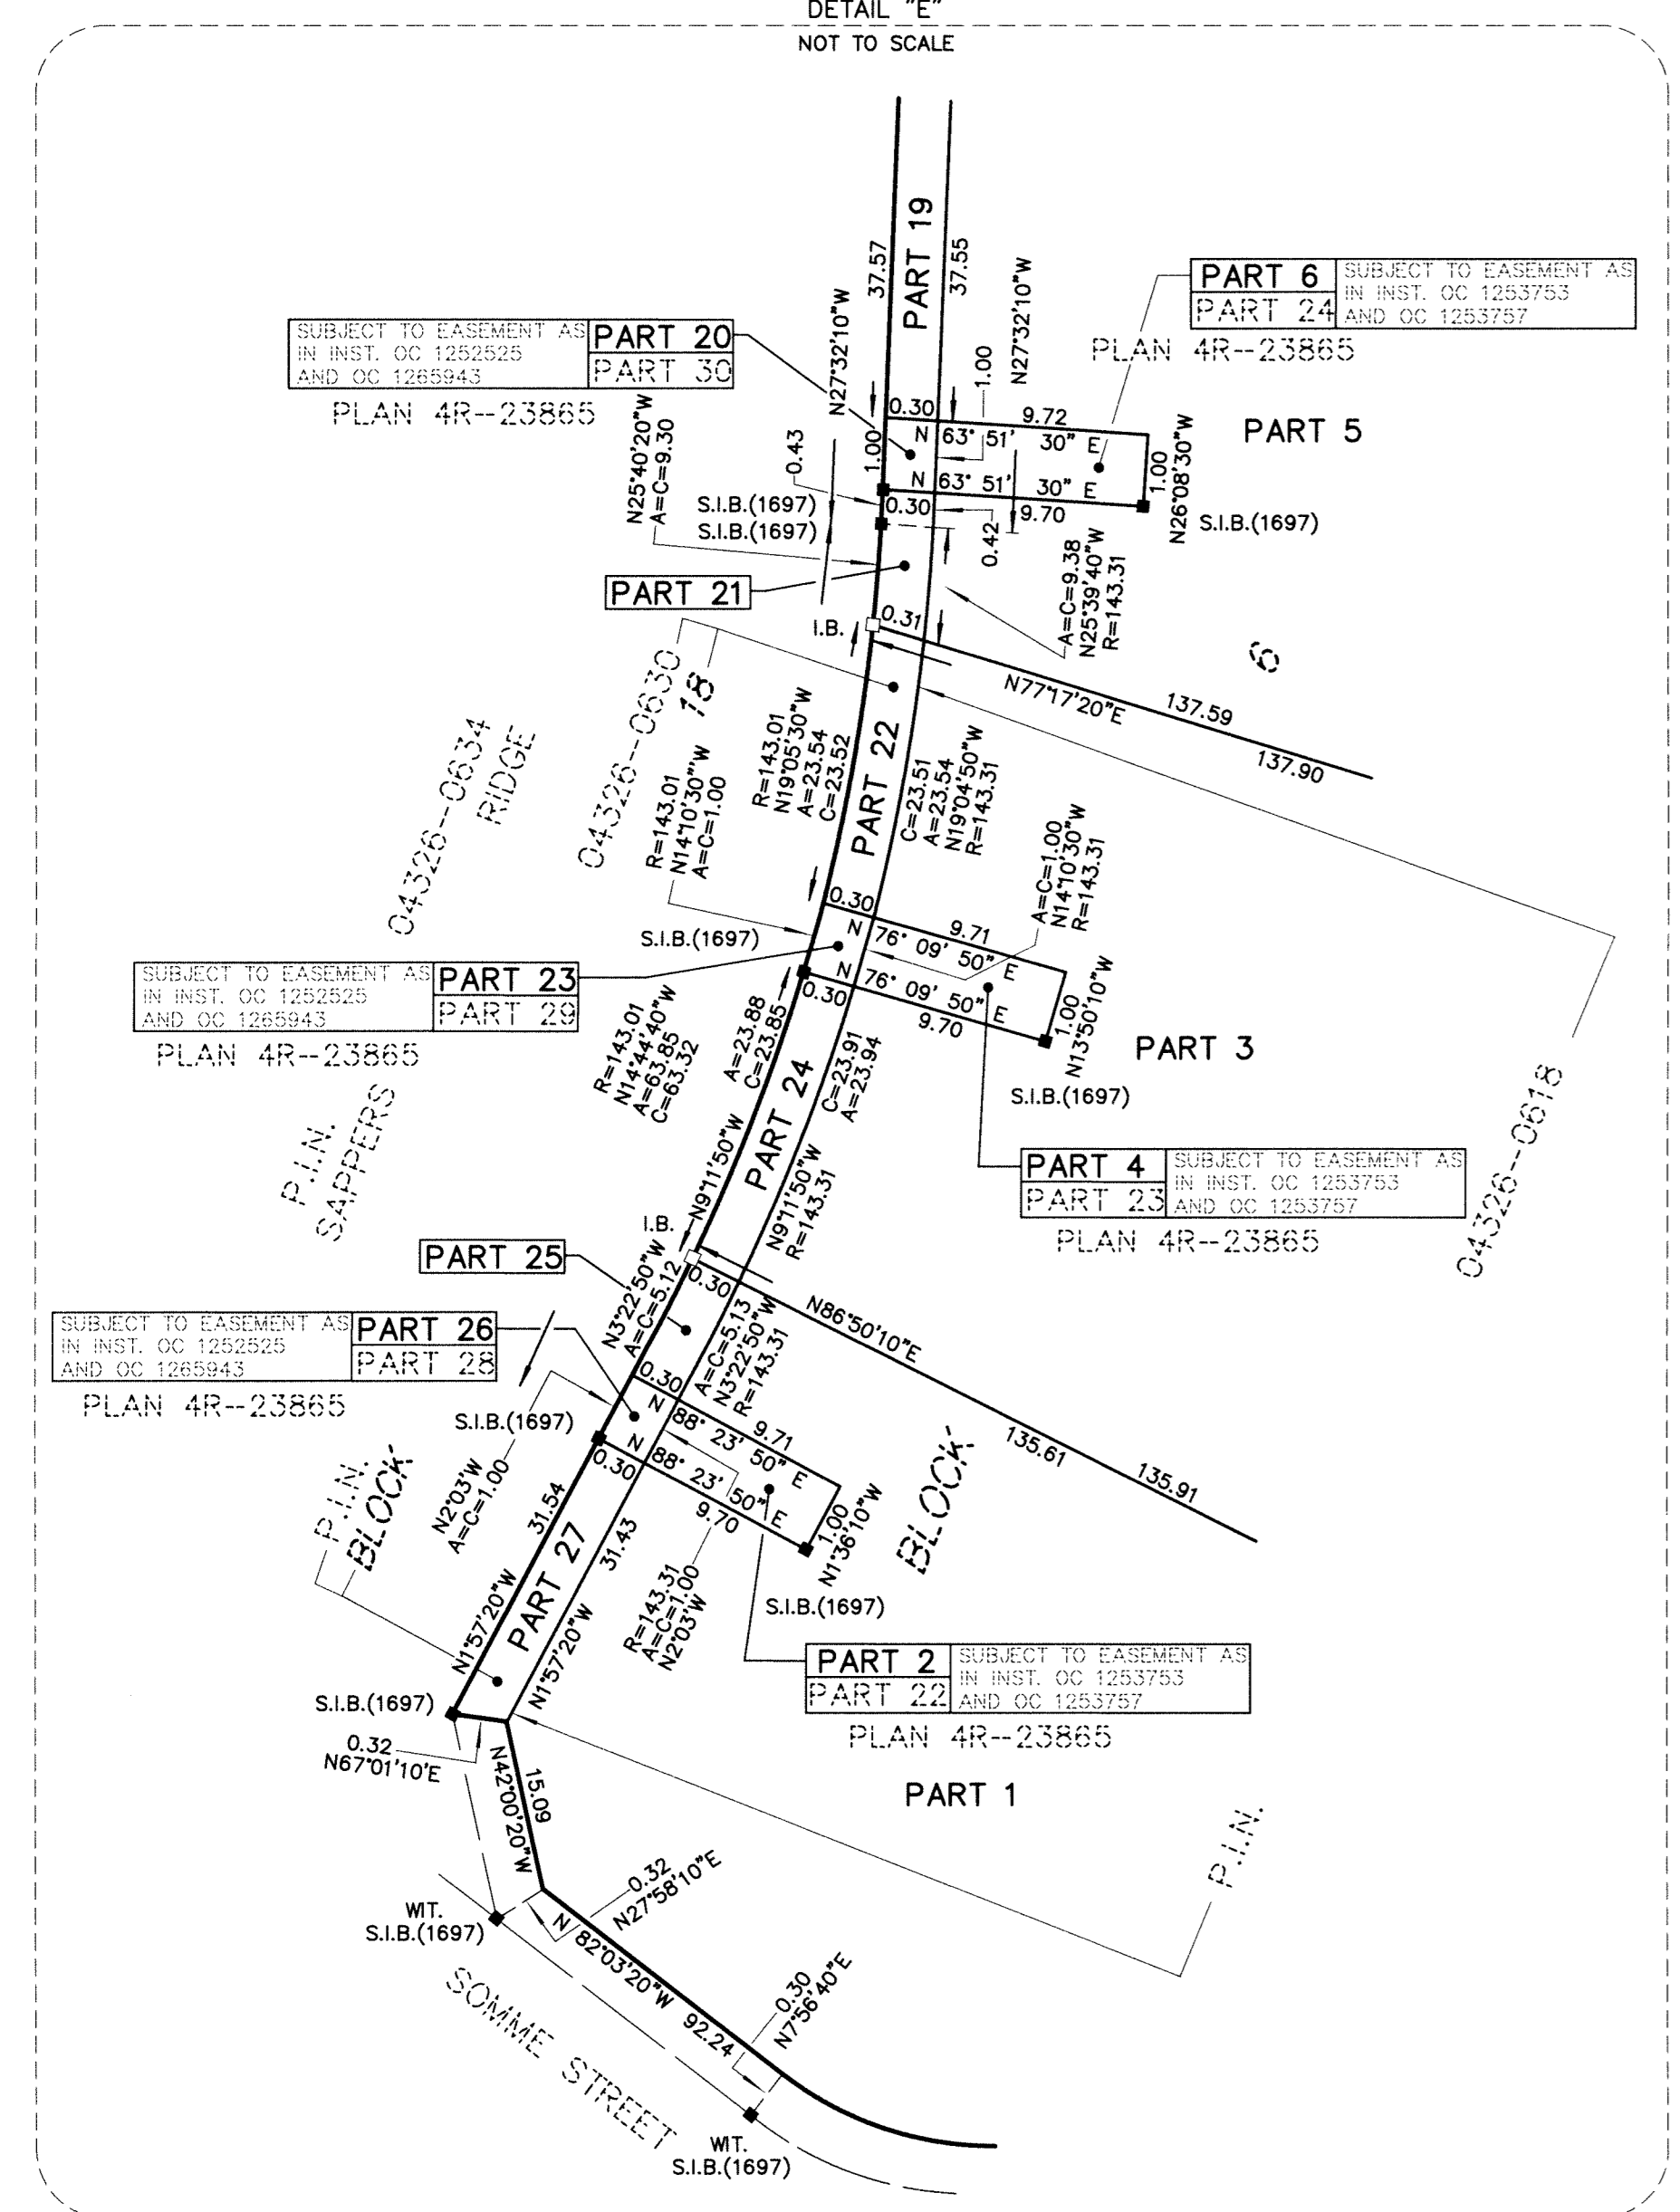 DETAIL "E"
NOT TO SCALE
PART 19
37.57
37.55
N27°32'10"W
N27°32'10"W
1.00
PART 6
PART 24
SUBJECT TO EASEMENT AS
IN INST. OC 1253753
AND OC 1253757
PLAN 4R--23865
SUBJECT TO EASEMENT AS
IN INST. OC 1252525
AND OC 1265943
PART 20
PART 30
PLAN 4R--23865
N25°40'20"W
A=C=9.30
0.43
1.00
0.30
9.72
N 63° 51' 30" E
N 63° 51' 30" E
0.30
9.70
0.42
1.00
N26°08'30"W
PART 5
S.I.B.(1697)
S.I.B.(1697)
S.I.B.(1697)
A=C=9.38
N25°39'40"W
R=143.31
PART 21
I.B.
0.31
6
N77°17'20"E
137.59
137.90
04326--0634
RIDGE
04326--0630
18
R=143.01
N14°10'30"W
A=C=1.00
R=143.01
N19°05'30"W
A=23.54
C=23.52
PART 22
C=23.51
A=23.54
N19°04'50"W
R=143.31
A=C=1.00
N14°10'30"W
R=143.31
0.30
9.71
S.I.B.(1697)
N 76° 09' 50" E
N 76° 09' 50" E
0.30
9.70
1.00
N13°50'10"W
PART 3
S.I.B.(1697)
SUBJECT TO EASEMENT AS
IN INST. OC 1252525
AND OC 1265943
PART 23
PART 29
PLAN 4R--23865
R=143.01
N14°44'40"W
A=63.85
C=63.32
A=23.88
C=23.85
PART 24
C=23.91
A=23.94
N9°11'50"W
N9°11'50"W
R=143.31
P.I.N.
SAPPERS
PART 4
PART 23
SUBJECT TO EASEMENT AS
IN INST. OC 1253753
AND OC 1253757
PLAN 4R--23865
04326--0618
I.B.
PART 25
N3°22'50"W
A=C=5.12
0.30
A=C=5.13
N3°22'50"W
R=143.31
N86°50'10"E
135.61
135.91
SUBJECT TO EASEMENT AS
IN INST. OC 1252525
AND OC 1265943
PART 26
PART 28
PLAN 4R--23865
S.I.B.(1697)
0.30
9.71
N 88° 23' 50" E
N 88° 23' 50" E
0.30
9.70
1.00
N1°36'10"W
S.I.B.(1697)
BLOCK
P.I.N.
BLOCK
N2°03'W
A=C=1.00
31.54
PART 27
31.43
N1°57'20"W
N1°57'20"W
R=143.31
A=C=1.00
N2°03'W
PART 2
PART 22
SUBJECT TO EASEMENT AS
IN INST. OC 1253753
AND OC 1253757
PLAN 4R--23865
S.I.B.(1697)
0.32
N67°01'10"E
15.09
N42°00'20"W
PART 1
P.I.N.
0.32
N27°58'10"E
WIT.
S.I.B.(1697)
N 82°03'20"W 92.24
0.30
N7°56'40"E
SOMME STREET
WIT.
S.I.B.(1697)